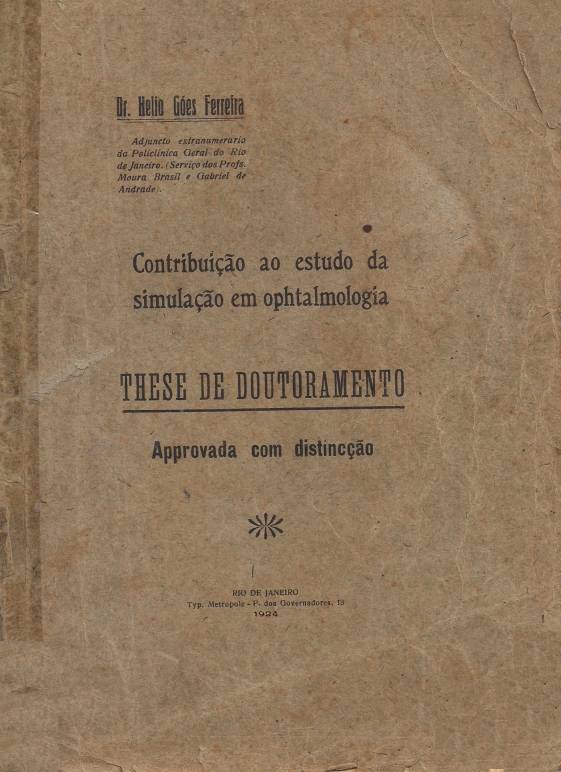 Dr. Helio Góes Ferreira
Adjuncto extranumerario
da Policlinica Geral do Rio
de Janeiro. (Serviço dos Profs.
Moura Brasil e Gabriel de
Andrade).
Contribuição ao estudo da
simulação em ophtalmologia
THESE DE DOUTORAMENTO
Approvada com distincção
RIO DE JANEIRO
Typ. Metropole - P. dos Governadores, 13
1924